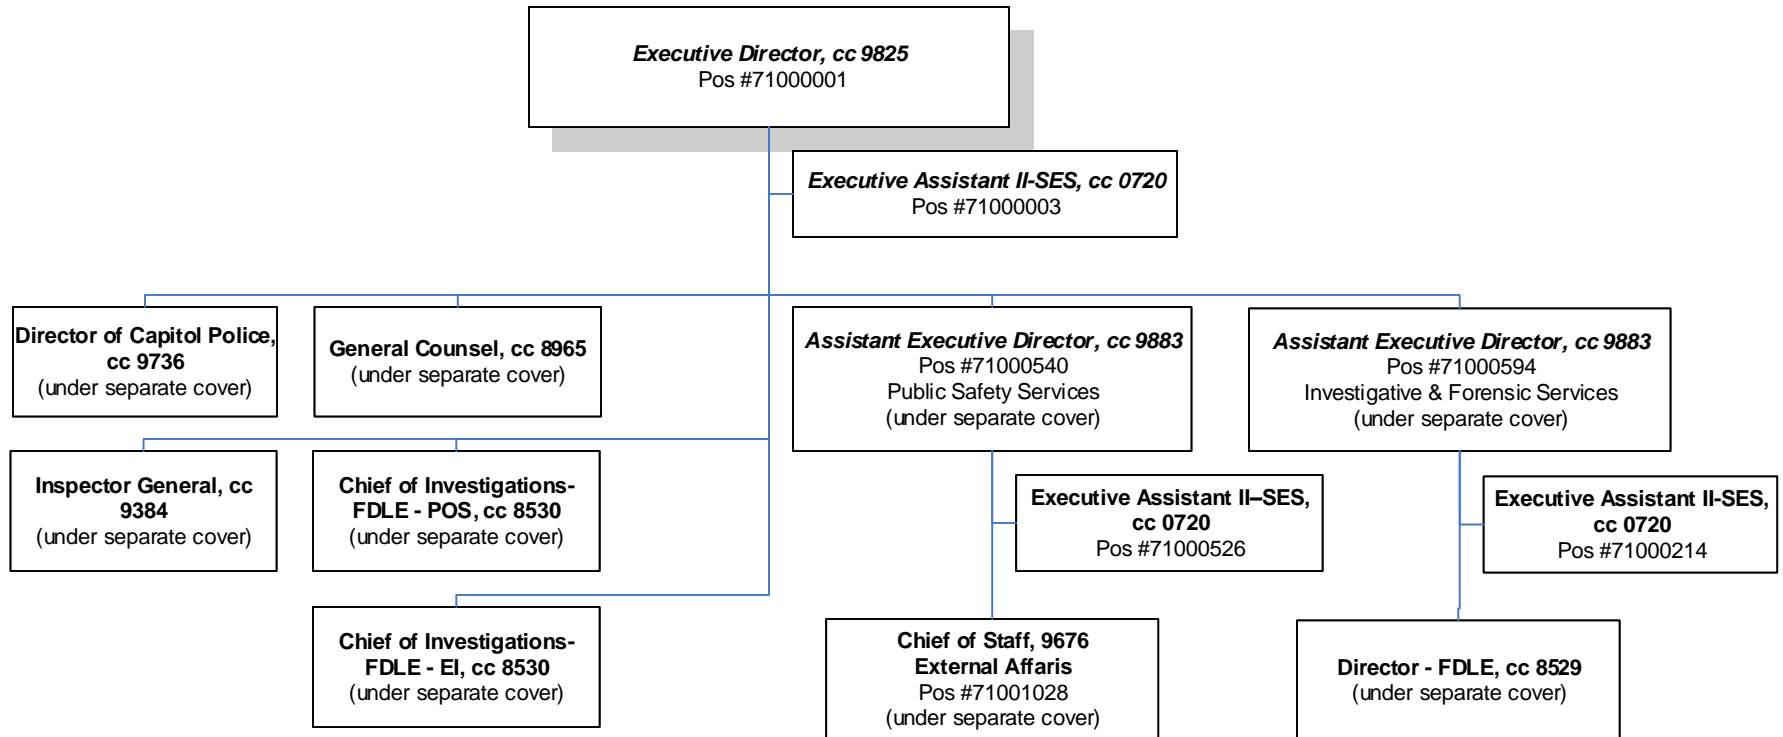 Executive Director, cc 9825
Pos #71000001
Executive Assistant II-SES, cc 0720
Pos #71000003
Director of Capitol Police,
cc 9736
(under separate cover)
General Counsel, cc 8965
(under separate cover)
Assistant Executive Director, cc 9883
Pos #71000540
Public Safety Services
(under separate cover)
Assistant Executive Director, cc 9883
Pos #71000594
Investigative & Forensic Services
(under separate cover)
Inspector General, cc
9384
(under separate cover)
Chief of Investigations-
FDLE - POS, cc 8530
(under separate cover)
Executive Assistant II–SES,
cc 0720
Pos #71000526
Executive Assistant II-SES,
cc 0720
Pos #71000214
Chief of Investigations-
FDLE - EI, cc 8530
(under separate cover)
Chief of Staff, 9676
External Affaris
Pos #71001028
(under separate cover)
Director - FDLE, cc 8529
(under separate cover)